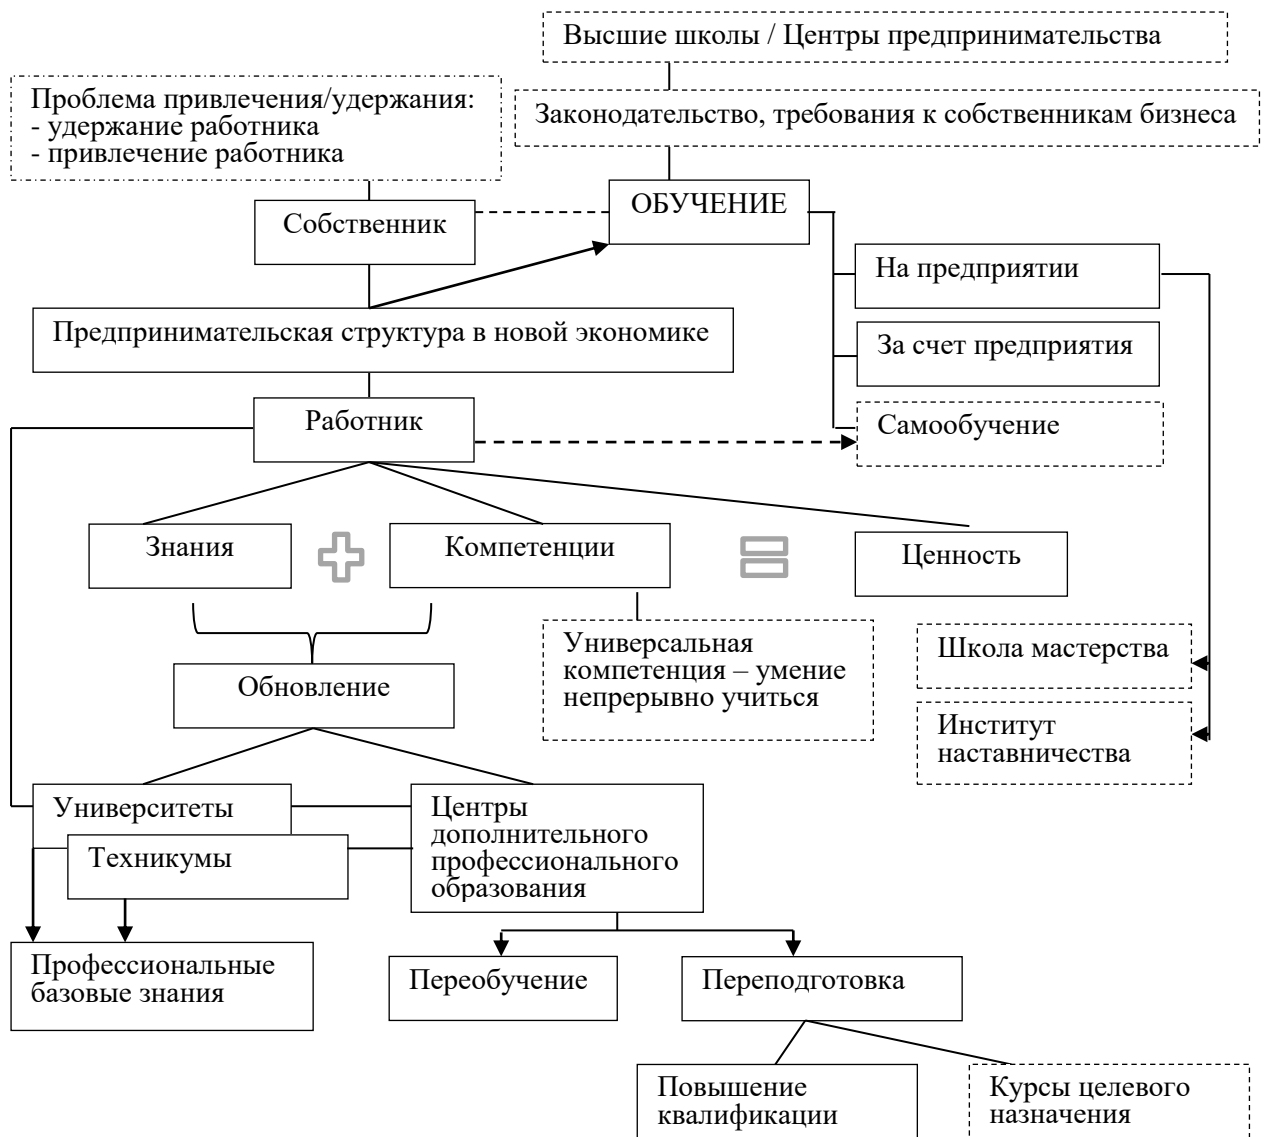 Высшие школы / Центры предпринимательства
Проблема привлечения/удержания:
- удержание работника
- привлечение работника
Законодательство, требования к собственникам бизнеса
Собственник
ОБУЧЕНИЕ
На предприятии
Предпринимательская структура в новой экономике
За счет предприятия
Работник
Самообучение
Знания
Компетенции
Ценность
Универсальная
компетенция – умение
непрерывно учиться
Школа мастерства
Обновление
Институт
наставничества
Университеты
Техникумы
Центры
дополнительного
профессионального
образования
Профессиональные
базовые знания
Переобучение
Переподготовка
Повышение
квалификации
Курсы целевого
назначения